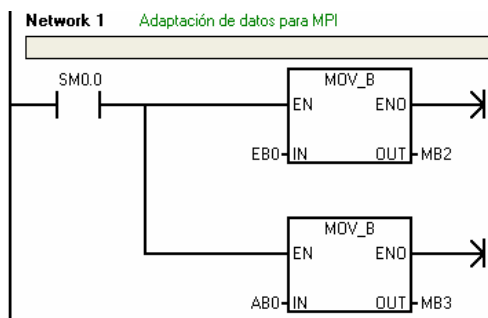 Network 1 Adaptación de datos para MPI
SM0.0
MOV_B
EN ENO
EB0 IN OUT MB2
MOV_B
EN ENO
AB0 IN OUT MB3